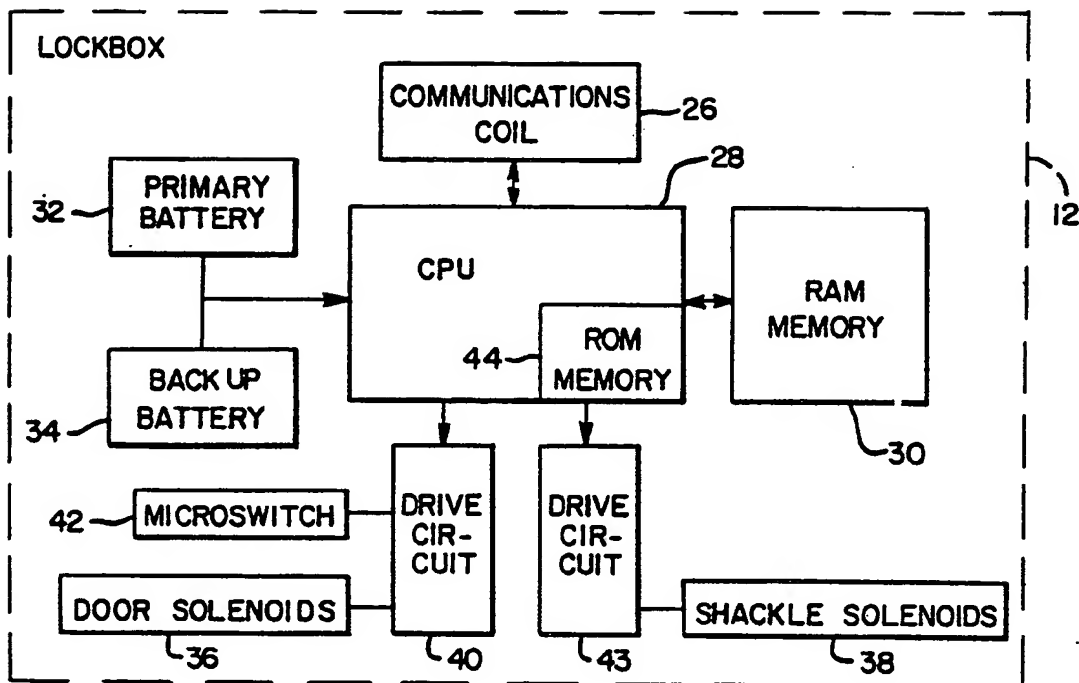 LOCKBOX
COMMUNICATIONS
COIL
26
28
PRIMARY
BATTERY
32
12
CPU
RAM
MEMORY
44
ROM
MEMORY
BACK UP
BATTERY
34
30
42
MICROSWITCH
DRIVE
CIR-
CUIT
DRIVE
CIR-
CUIT
DOOR SOLENOIDS
SHACKLE SOLENOIDS
36
40
43
38